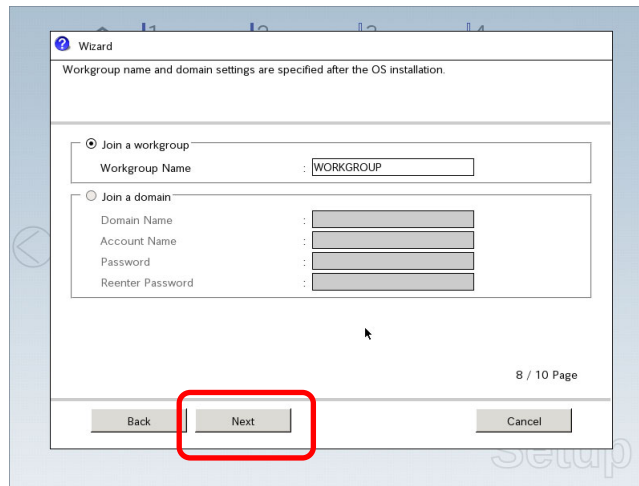 Wizard
Workgroup name and domain settings are specified after the OS installation.
Join a workgroup
Workgroup Name : WORKGROUP
Join a domain
Domain Name :
Account Name :
Password :
Reenter Password :
8 / 10 Page
Back Next Cancel
Setup